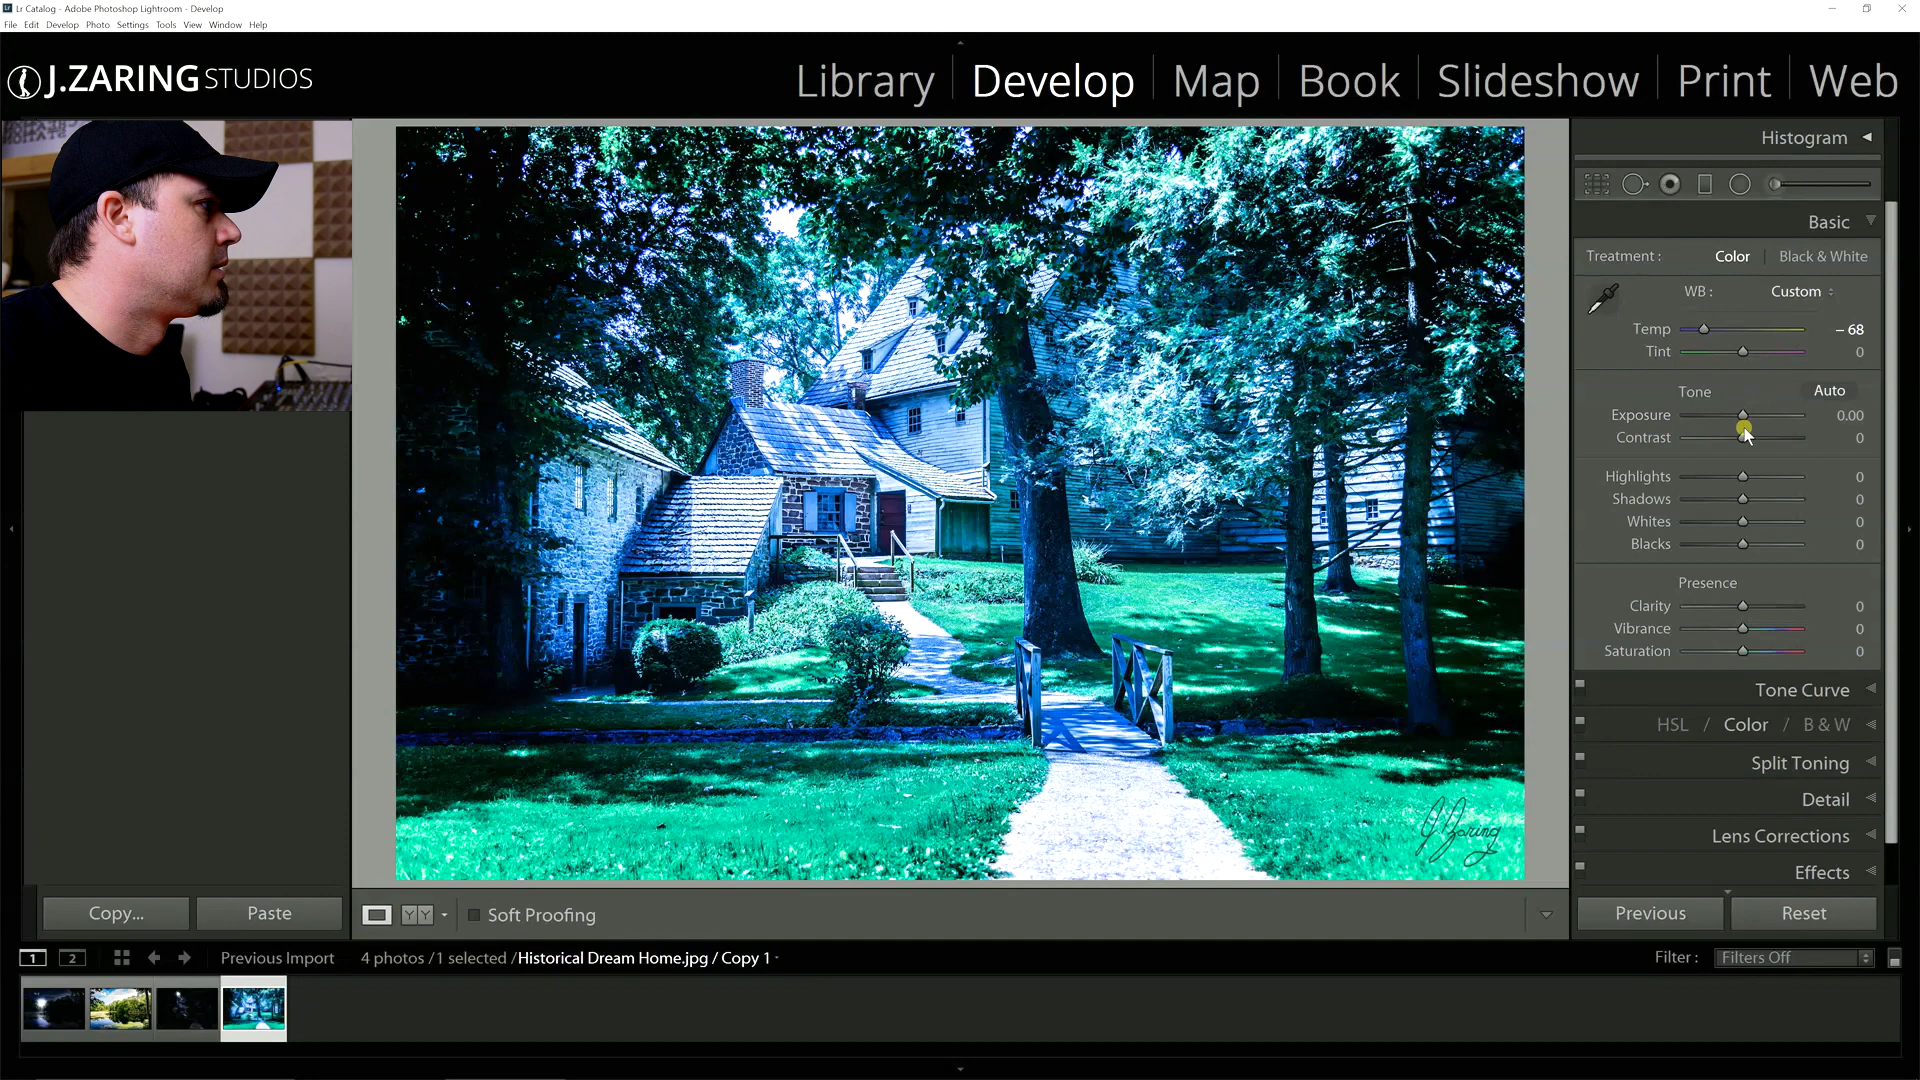 Lr Catalog - Adobe Photoshop Lightroom - Develop
File Edit Develop Photo Settings Tools View Window Help
J.ZARING STUDIOS
Library Develop Map Book Slideshow Print Web
Histogram
Basic
Treatment : Color Black & White
WB : Custom
Temp – 68
Tint 0
Tone Auto
Exposure 0.00
Contrast 0
Highlights 0
Shadows 0
Whites 0
Blacks 0
Presence
Clarity 0
Vibrance 0
Saturation 0
Tone Curve
HSL / Color / B & W
Split Toning
Detail
Lens Corrections
Effects
J Zaring
Copy... Paste
YY Soft Proofing
Previous Reset
1 2 Previous Import 4 photos / 1 selected / Historical Dream Home.jpg / Copy 1
Filter : Filters Off